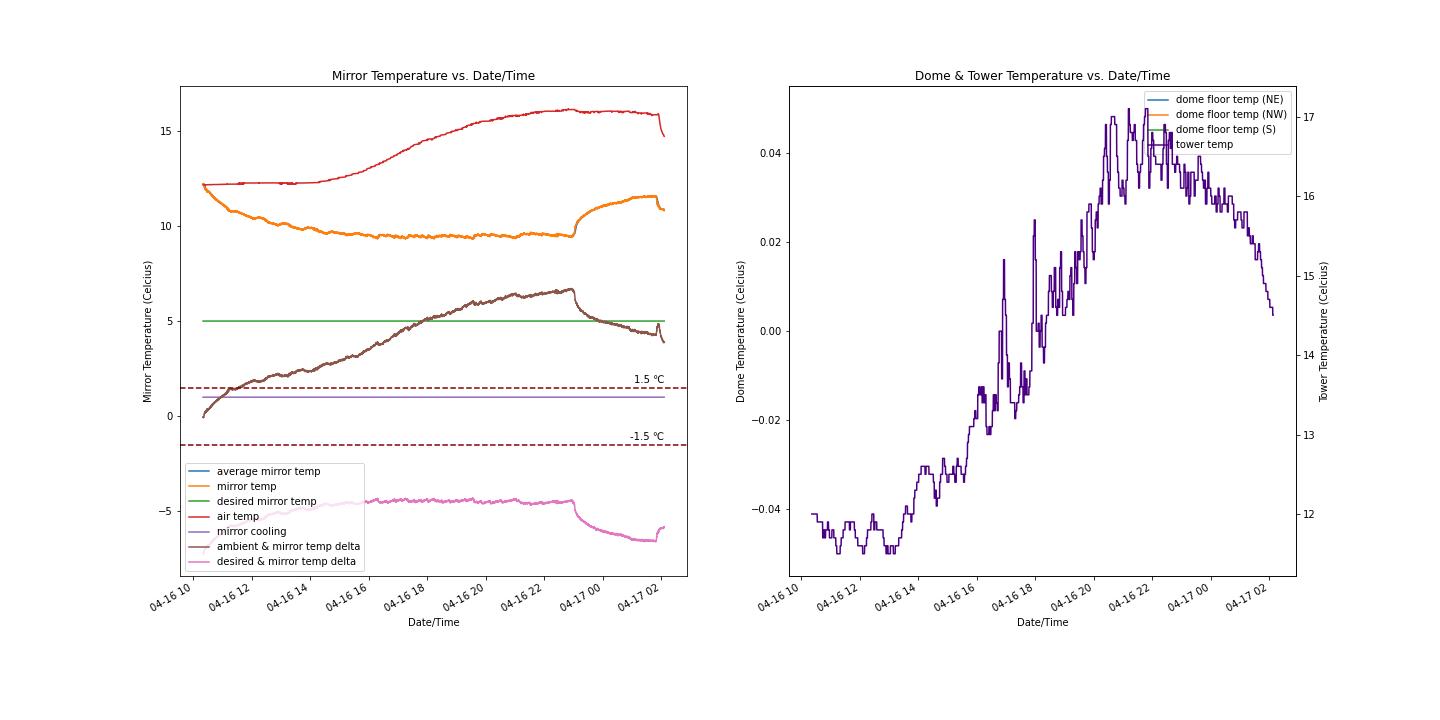 Mirror Temperature vs. Date/Time
Mirror Temperature (Celcius)
15
10
5
0
−5
1.5 °C
-1.5 °C
average mirror temp
mirror temp
desired mirror temp
air temp
mirror cooling
ambient & mirror temp delta
desired & mirror temp delta
04-16 10
04-16 12
04-16 14
04-16 16
04-16 18
04-16 20
04-16 22
04-17 00
04-17 02
Date/Time
Dome & Tower Temperature vs. Date/Time
Dome Temperature (Celcius)
0.04
0.02
0.00
−0.02
−0.04
dome floor temp (NE)
dome floor temp (NW)
dome floor temp (S)
tower temp
17
16
15
14
13
12
Tower Temperature (Celcius)
04-16 10
04-16 12
04-16 14
04-16 16
04-16 18
04-16 20
04-16 22
04-17 00
04-17 02
Date/Time